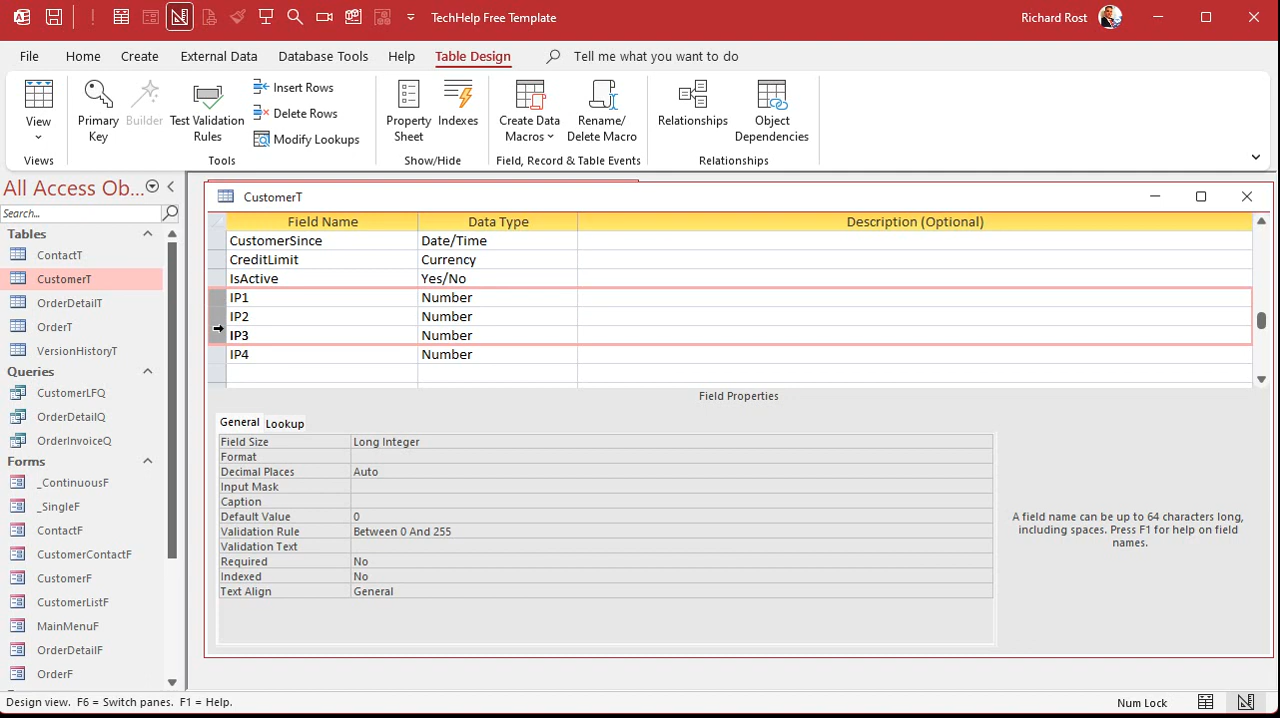 TechHelp Free Template
Richard Rost
File Home Create External Data Database Tools Help Table Design Tell me what you want to do
View
Views
Primary Key
Builder
Test Validation Rules
Insert Rows
Delete Rows
Modify Lookups
Tools
Property Sheet
Indexes
Show/Hide
Create Data Macros
Rename/ Delete Macro
Field, Record & Table Events
Relationships
Object Dependencies
Relationships
All Access Ob...
Search...
Tables
ContactT
CustomerT
OrderDetailT
OrderT
VersionHistoryT
Queries
CustomerLFQ
OrderDetailQ
OrderInvoiceQ
Forms
_ContinuousF
_SingleF
ContactF
CustomerContactF
CustomerF
CustomerListF
MainMenuF
OrderDetailF
OrderF
CustomerT
Field Name Data Type Description (Optional)
CustomerSince Date/Time
CreditLimit Currency
IsActive Yes/No
IP1 Number
IP2 Number
IP3 Number
IP4 Number
Field Properties
General Lookup
Field Size Long Integer
Format
Decimal Places Auto
Input Mask
Caption
Default Value 0
Validation Rule Between 0 And 255
Validation Text
Required No
Indexed No
Text Align General
A field name can be up to 64 characters long,
including spaces. Press F1 for help on field
names.
Design view. F6 = Switch panes. F1 = Help.
Num Lock